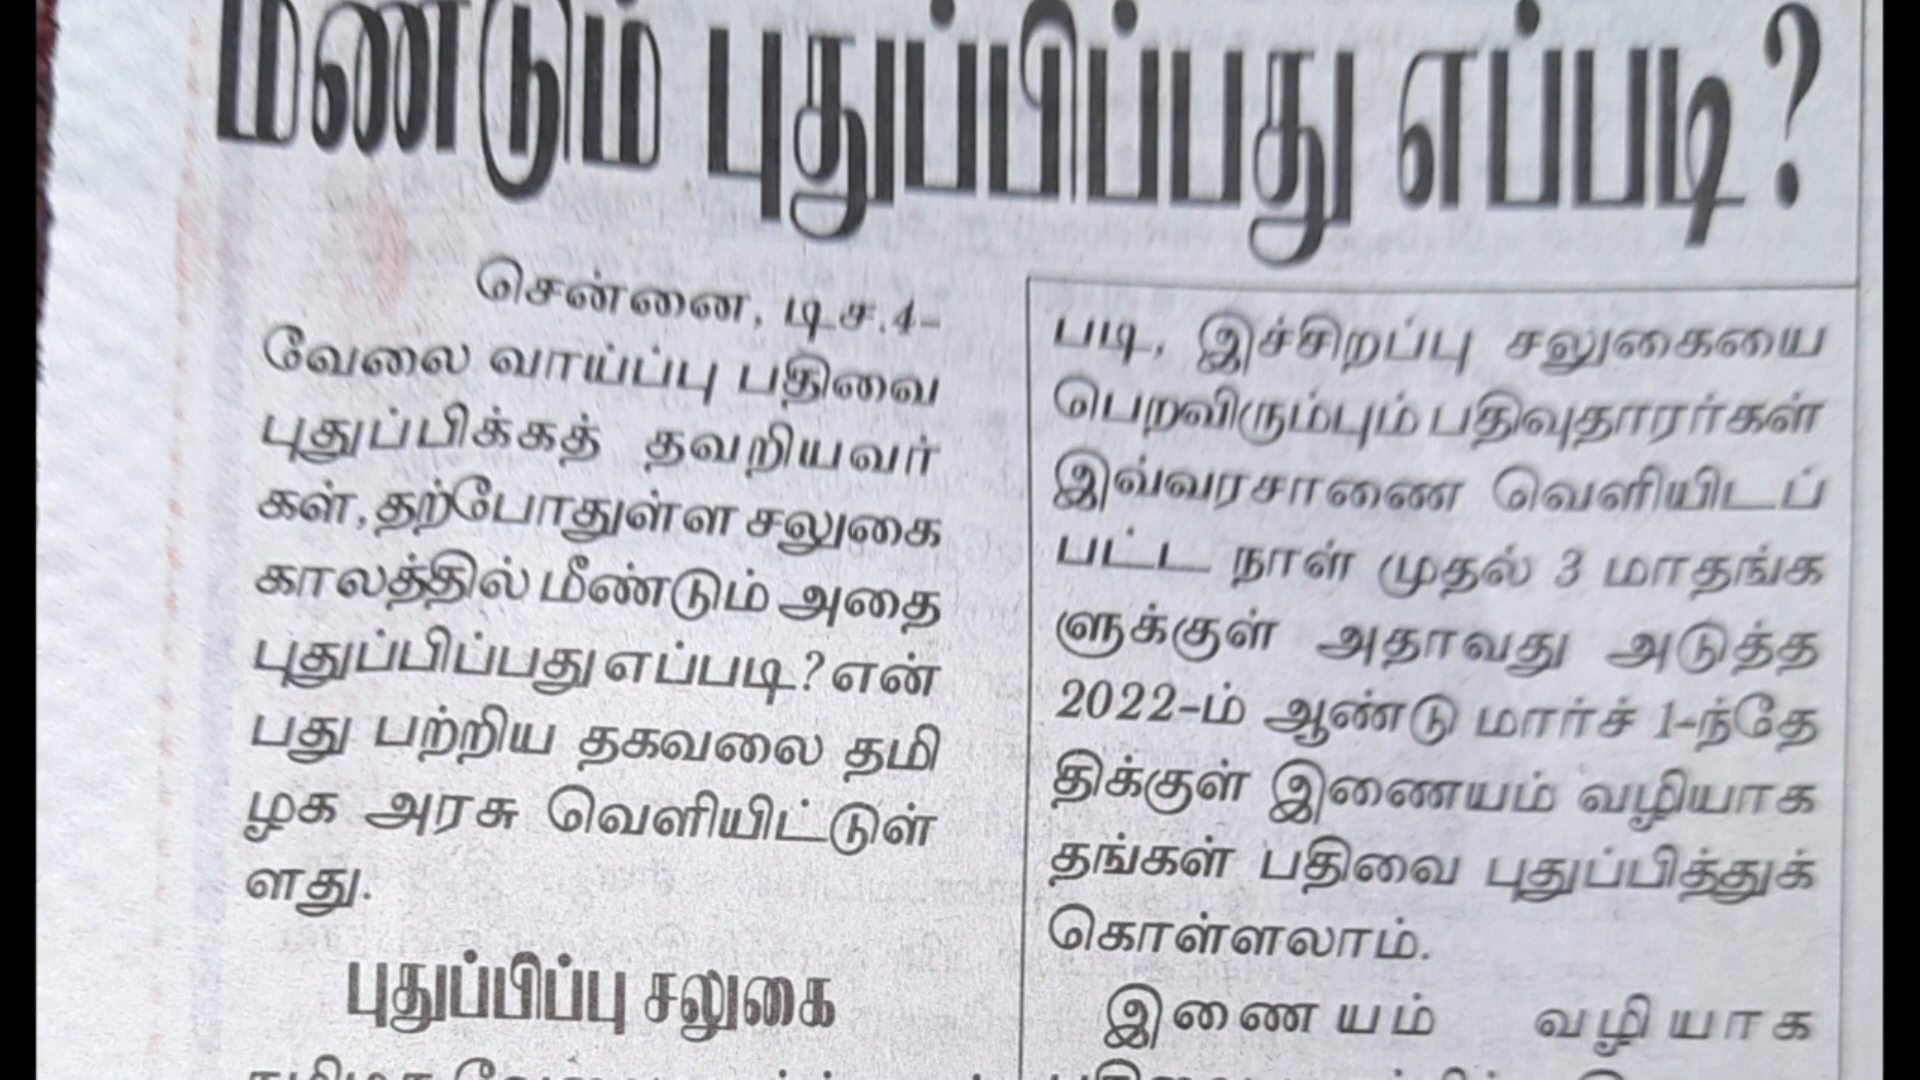 மீண்டும் புதுப்பிப்பது எப்படி?
சென்னை, டிச.4-
வேலை வாய்ப்பு பதிவை
புதுப்பிக்கத் தவறியவர்
கள், தற்போதுள்ள சலுகை
காலத்தில் மீண்டும் அதை
புதுப்பிப்பது எப்படி? என்
பது பற்றிய தகவலை தமி
ழக அரசு வெளியிட்டுள்
ளது.
புதுப்பிப்பு சலுகை
படி, இச்சிறப்பு சலுகையை
பெறவிரும்பும் பதிவுதாரர்கள்
இவ்வரசாணை வெளியிடப்
பட்ட நாள் முதல் 3 மாதங்க
ளுக்குள் அதாவது அடுத்த
2022-ம் ஆண்டு மார்ச் 1-ந்தே
திக்குள் இணையம் வழியாக
தங்கள் பதிவை புதுப்பித்துக்
கொள்ளலாம்.
இணையம் வழியாக